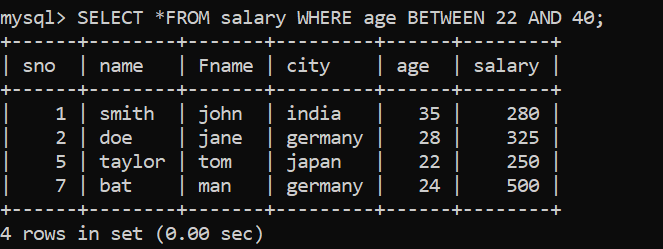 mysql> SELECT *FROM salary WHERE age BETWEEN 22 AND 40;
+------+--------+-------+---------+------+--------+
| sno  | name   | Fname | city    | age  | salary |
+------+--------+-------+---------+------+--------+
|    1 | smith  | john  | india   |   35 |    280 |
|    2 | doe    | jane  | germany |   28 |    325 |
|    5 | taylor | tom   | japan   |   22 |    250 |
|    7 | bat    | man   | germany |   24 |    500 |
+------+--------+-------+---------+------+--------+
4 rows in set (0.00 sec)